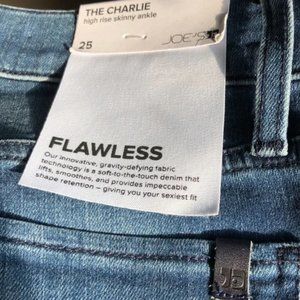 THE CHARLIE
high rise skinny ankle
25
JOE'S
FLAWLESS
Our innovative, gravity-defying fabric
technology is a soft-to-the-touch denim that
lifts, smoothes, and provides impeccable
shape retention – giving you your sexiest fit